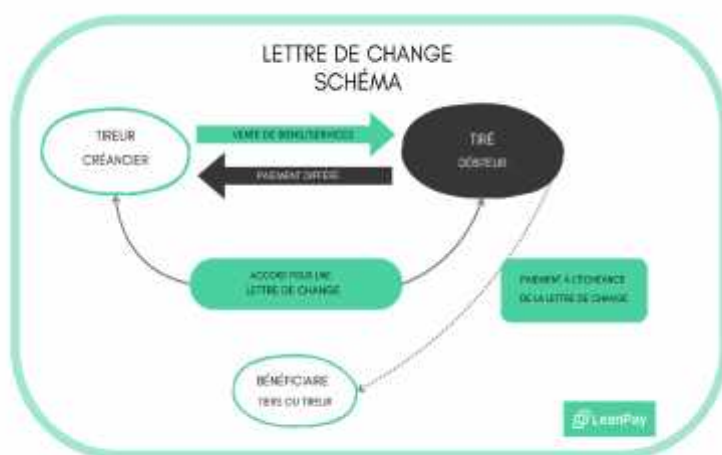 LETTRE DE CHANGE
SCHÉMA
TIREUR
CRÉANCIER
VENTE DE BIENS/SERVICES
TIRÉ
DÉBITEUR
PAIEMENT DIFFÉRÉ
ACCORD POUR UNE
LETTRE DE CHANGE
PAIEMENT À L'ÉCHÉANCE
DE LA LETTRE DE CHANGE
BÉNÉFICIAIRE
TIERS OU TIREUR
LeanPay